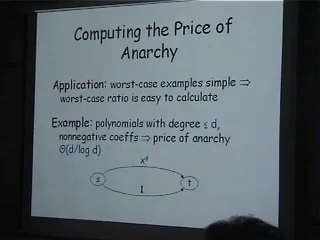 Computing the Price of
Anarchy
Application: worst-case examples simple ⇒
worst-case ratio is easy to calculate
Example: polynomials with degree ≤ d,
nonnegative coeffs ⇒ price of anarchy
Θ(d/log d)
xᵈ
s
t
1